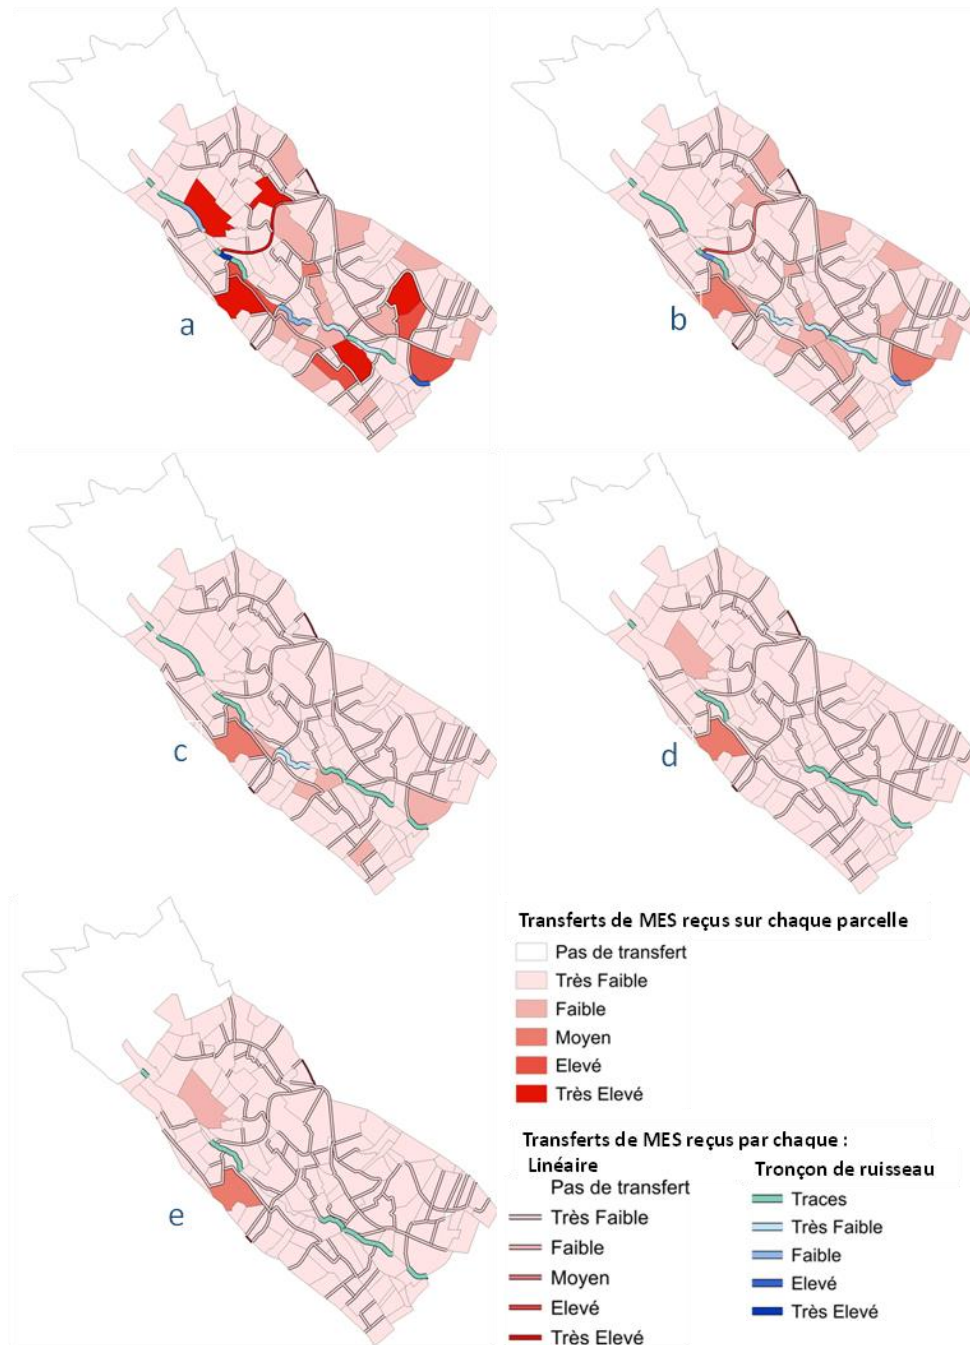 a
b
c
d
e
Transferts de MES reçus sur chaque parcelle
Pas de transfert
Très Faible
Faible
Moyen
Elevé
Très Elevé
Transferts de MES reçus par chaque :
Linéaire
Tronçon de ruisseau
Pas de transfert
Très Faible
Faible
Moyen
Elevé
Très Elevé
Traces
Très Faible
Faible
Elevé
Très Elevé